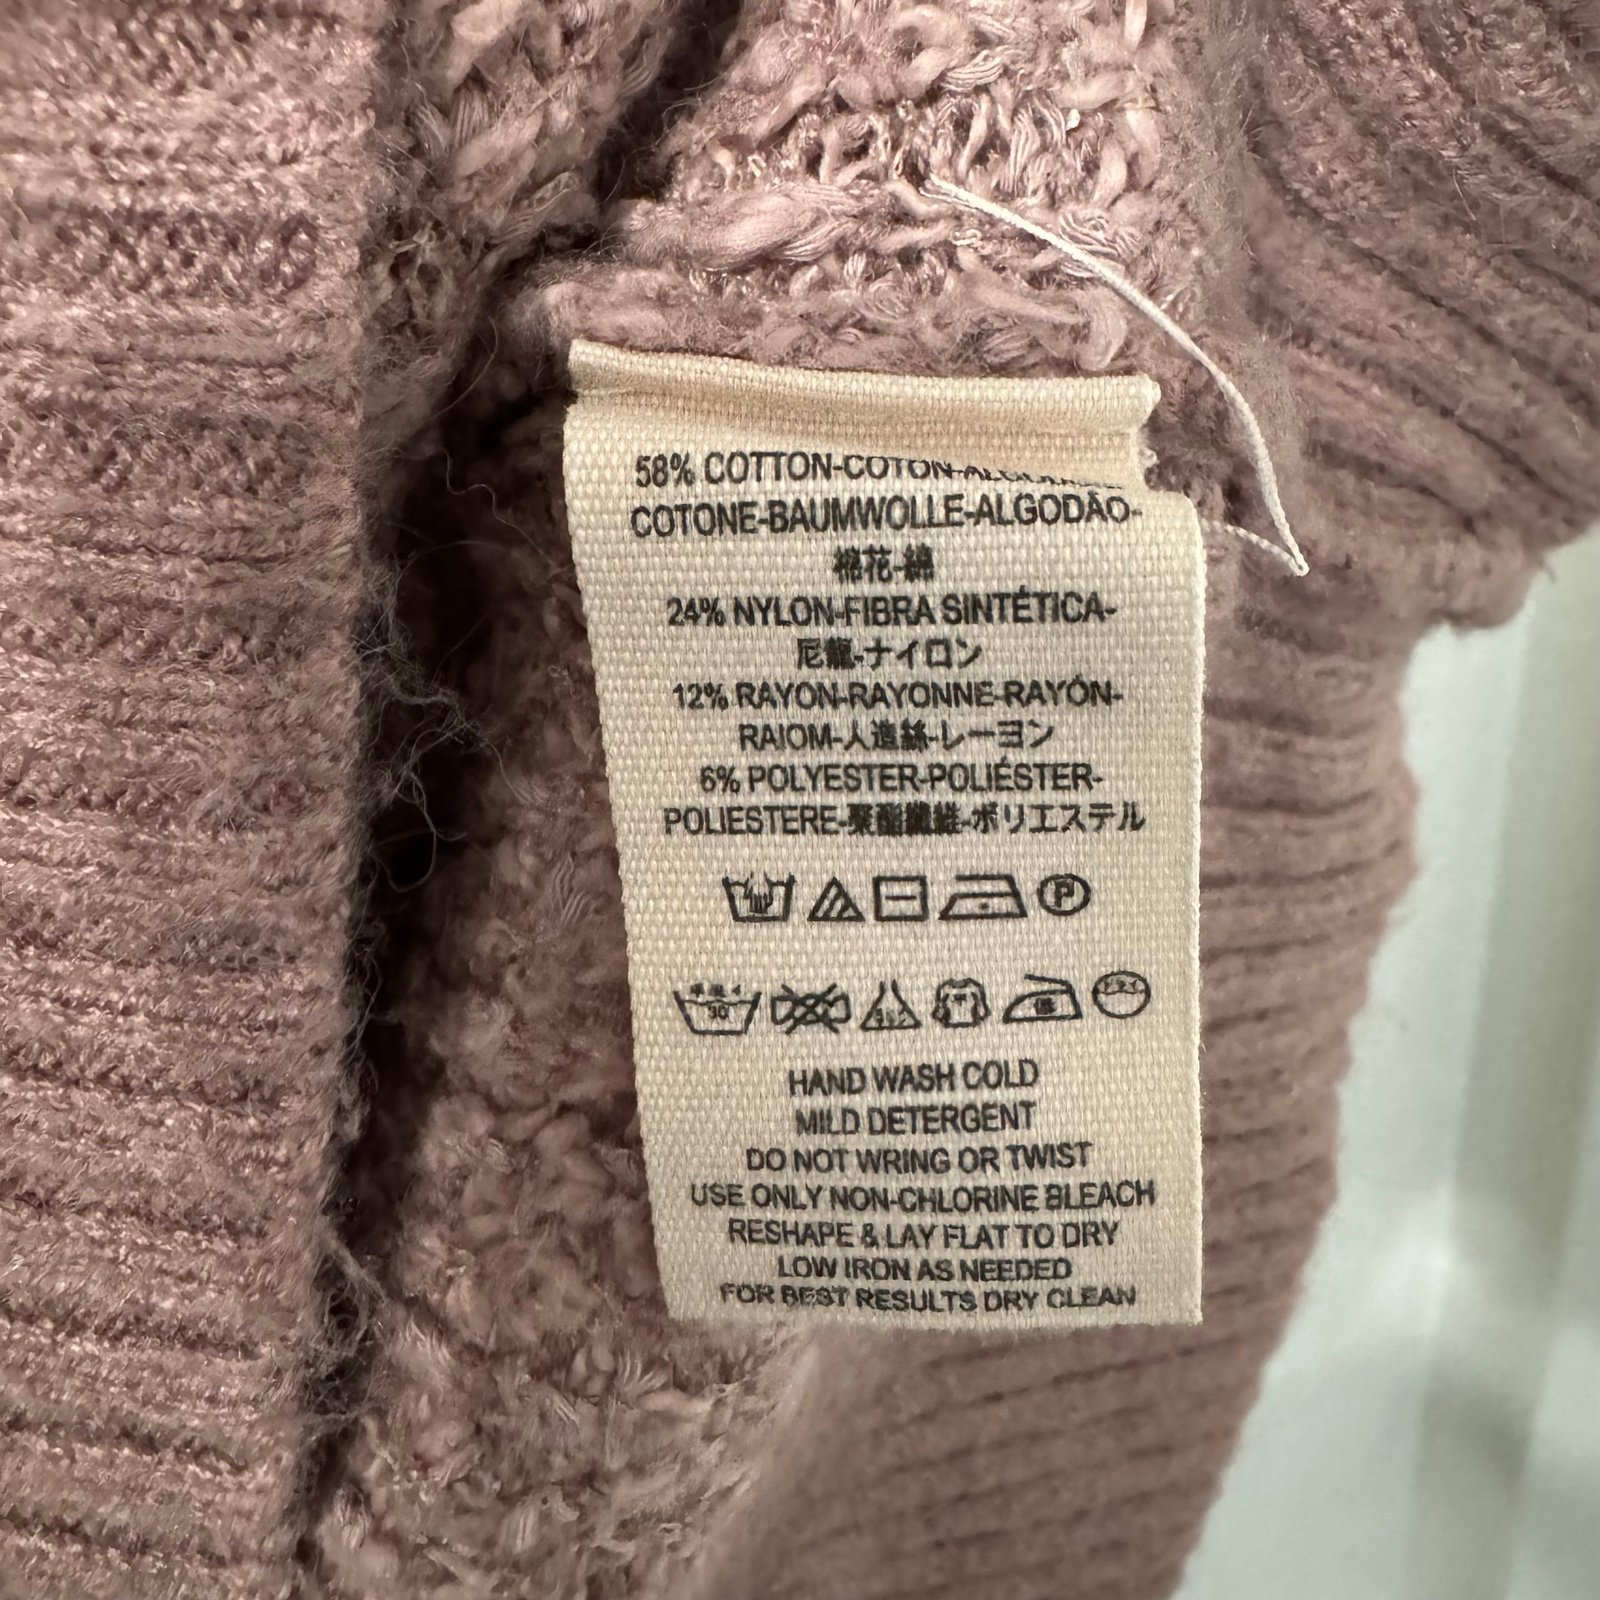 58% COTTON-COTON-ALGODÓN-
COTONE-BAUMWOLLE-ALGODÃO-
棉花-綿
24% NYLON-FIBRA SINTÉTICA-
尼龍-ナイロン
12% RAYON-RAYONNE-RAYÓN-
RAIOM-人造絲-レーヨン
6% POLYESTER-POLIÉSTER-
POLIESTERE-聚酯纖維-ポリエステル
P
30
HAND WASH COLD
MILD DETERGENT
DO NOT WRING OR TWIST
USE ONLY NON-CHLORINE BLEACH
RESHAPE & LAY FLAT TO DRY
LOW IRON AS NEEDED
FOR BEST RESULTS DRY CLEAN